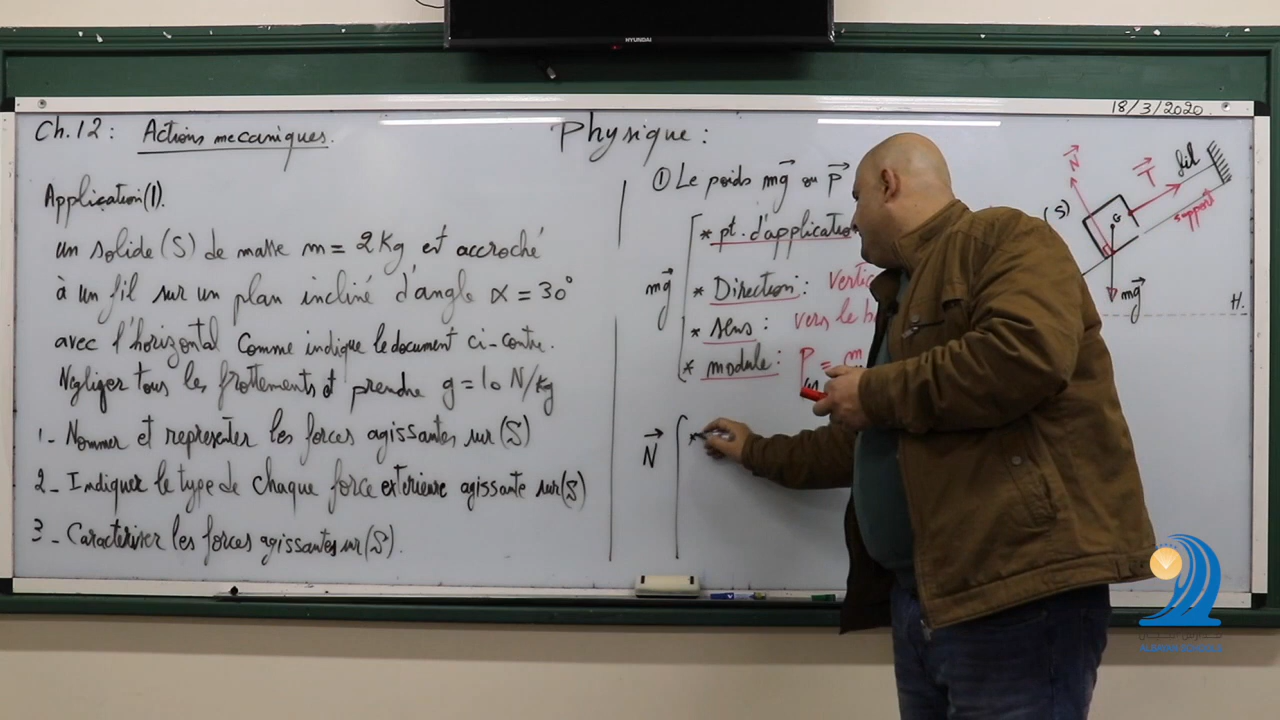 HYUNDAI
18/3/2020
Ch.12: Actions mecaniques.
Physique:
Application(1).
un solide (S) de masse m = 2 Kg est accroché
à un fil sur un plan incliné d'angle α = 30°
avec l'horizontal comme indique le document ci-contre.
Negliger tous les frottements et prendre g = 10 N/kg
1- Nommer et representer les forces agissantes sur (S)
2- Indiquer le type de chaque force exterieure agissante sur (S)
3- Caracteriser les forces agissantes sur (S).
① Le poids mg⃗ ou P⃗
mg⃗
* pt. d'application
* Direction: vertic
* sens: vers le b
* module: P = m
N⃗
*
N⃗
T⃗
fil
support
(S)
G
mg⃗
H.